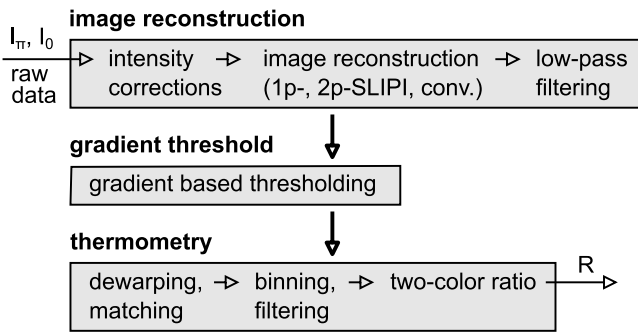 image reconstruction
Iπ, I0
raw
data
intensity
corrections
image reconstruction
(1p-, 2p-SLIPI, conv.)
low-pass
filtering
gradient threshold
gradient based thresholding
thermometry
dewarping,
matching
binning,
filtering
two-color ratio
R